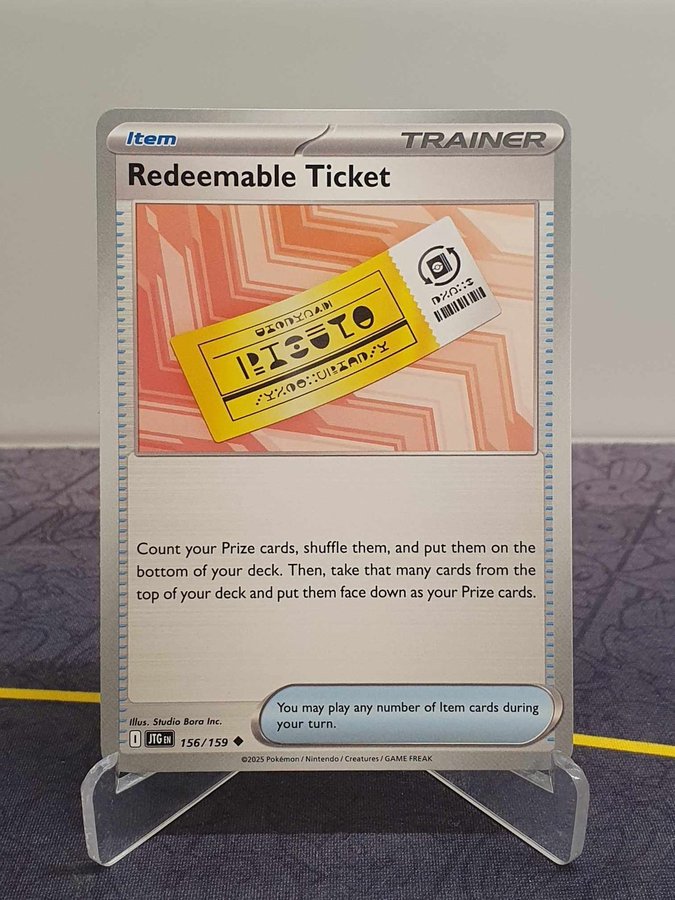 Item
TRAINER
Redeemable Ticket
Count your Prize cards, shuffle them, and put them on the
bottom of your deck. Then, take that many cards from the
top of your deck and put them face down as your Prize cards.
You may play any number of Item cards during
your turn.
Illus. Studio Bora Inc.
I JTG EN 156/159
©2025 Pokémon / Nintendo / Creatures / GAME FREAK